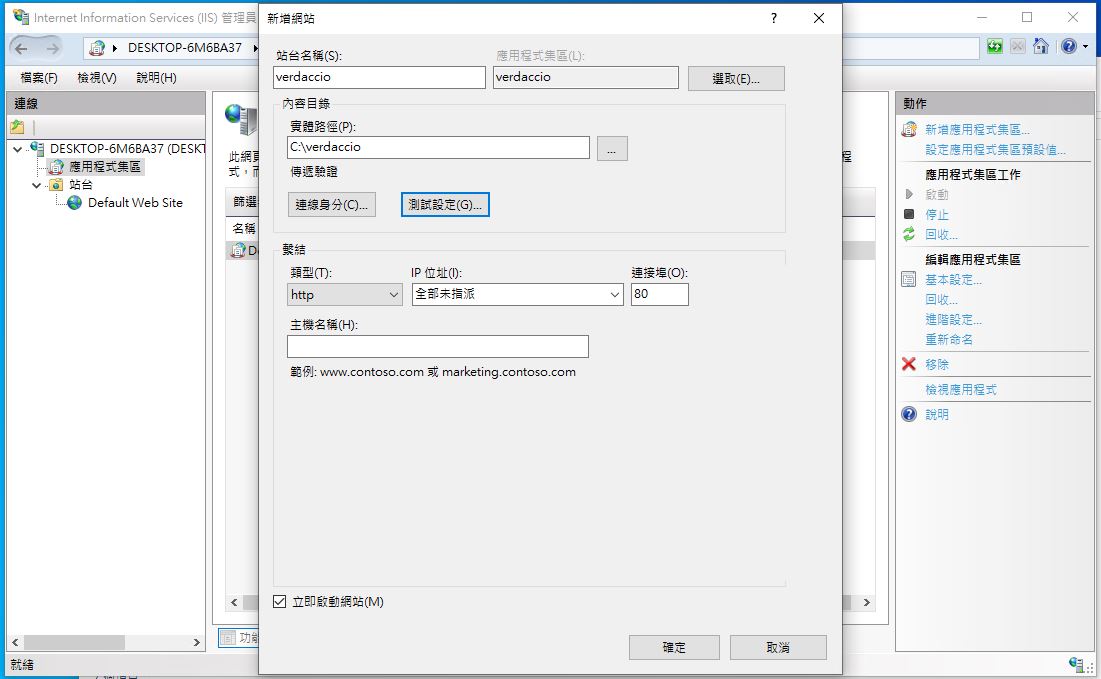 Internet Information Services (IIS) 管理員
新增網站
?
DESKTOP-6M6BA37
檔案(F) 檢視(V) 說明(H)
連線
DESKTOP-6M6BA37 (DESKT
應用程式集區
站台
Default Web Site
此網頁
程
式，而
篩選
名稱
功能
就緒
站台名稱(S):
應用程式集區(L):
verdaccio
verdaccio
選取(E)...
內容目錄
實體路徑(P):
C:\verdaccio
...
傳遞驗證
連線身分(C)...
測試設定(G)...
繫結
類型(T):
IP 位址(I):
連接埠(O):
http
全部未指派
80
主機名稱(H):
範例: www.contoso.com 或 marketing.contoso.com
立即啟動網站(M)
確定
取消
動作
新增應用程式集區...
設定應用程式集區預設值...
應用程式集區工作
啟動
停止
回收...
編輯應用程式集區
基本設定...
回收...
進階設定...
重新命名
移除
檢視應用程式
說明